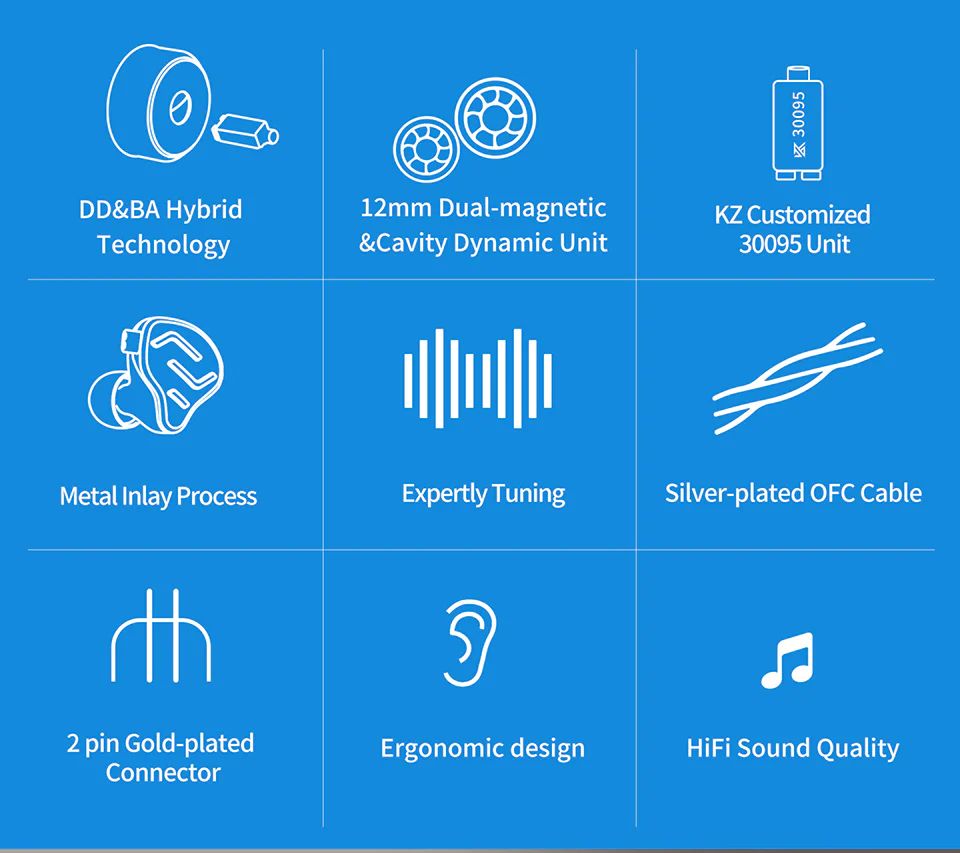 30095
DD&BA Hybrid
Technology
12mm Dual-magnetic
&Cavity Dynamic Unit
KZ Customized
30095 Unit
Metal Inlay Process
Expertly Tuning
Silver-plated OFC Cable
2 pin Gold-plated
Connector
Ergonomic design
HiFi Sound Quality